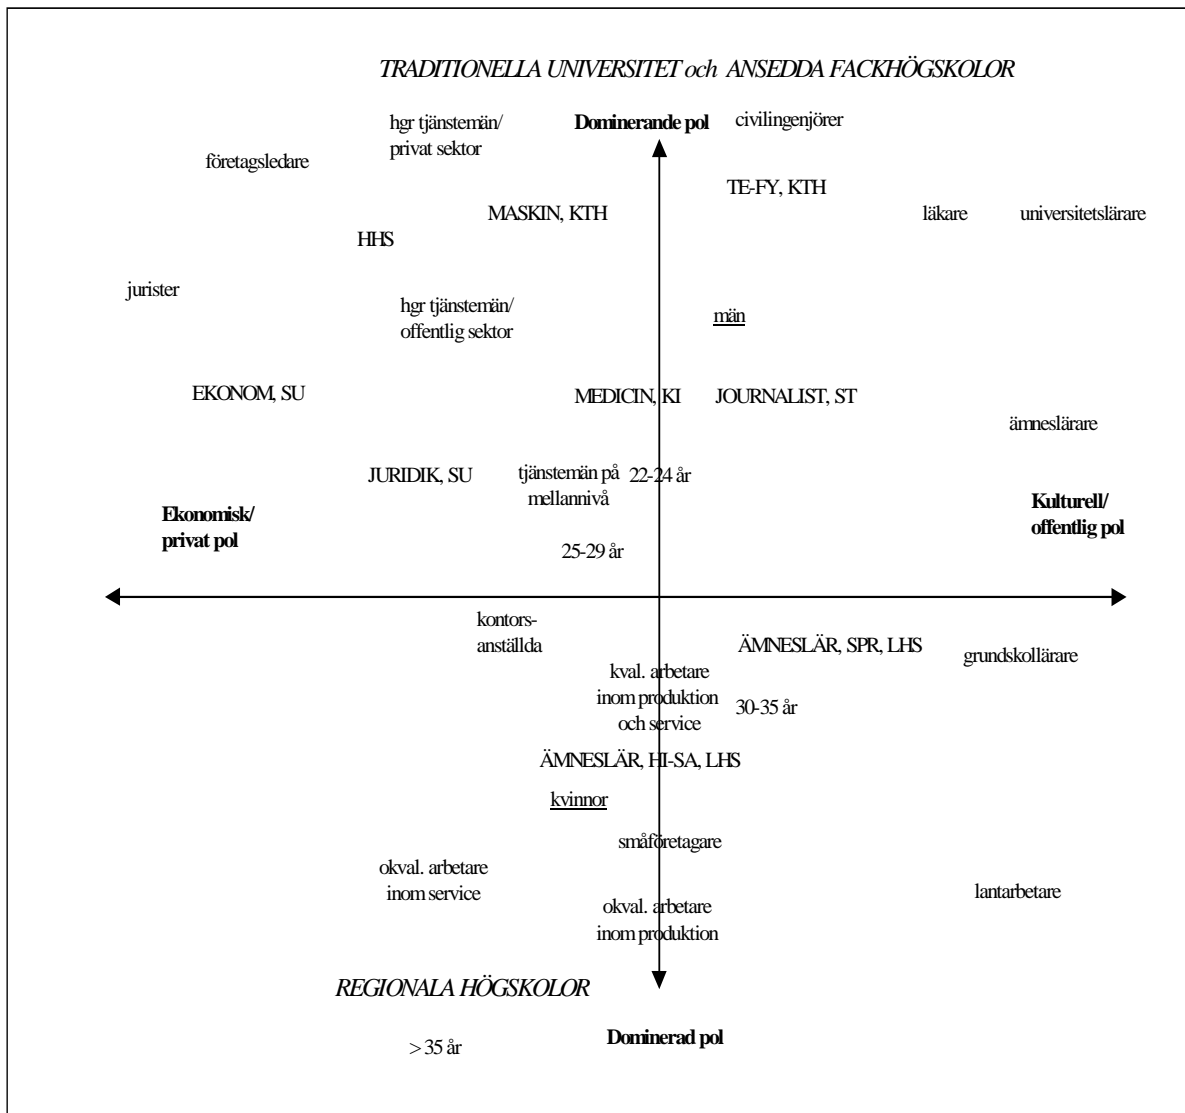 TRADITIONELLA UNIVERSITET och ANSEDDA FACKHÖGSKOLOR
hgr tjänstemän/
privat sektor
Dominerande pol
civilingenjörer
företagsledare
TE-FY, KTH
MASKIN, KTH
läkare
universitetslärare
HHS
jurister
hgr tjänstemän/
offentlig sektor
män
EKONOM, SU
MEDICIN, KI
JOURNALIST, ST
ämneslärare
JURIDIK, SU
tjänstemän på
mellannivå
22-24 år
Ekonomisk/
privat pol
Kulturell/
offentlig pol
25-29 år
kontors-
anställda
ÄMNESLÄR, SPR, LHS
grundskollärare
kval. arbetare
inom produktion
och service
30-35 år
ÄMNESLÄR, HI-SA, LHS
kvinnor
småföretagare
okval. arbetare
inom service
okval. arbetare
inom produktion
lantarbetare
REGIONALA HÖGSKOLOR
Dominerad pol
> 35 år